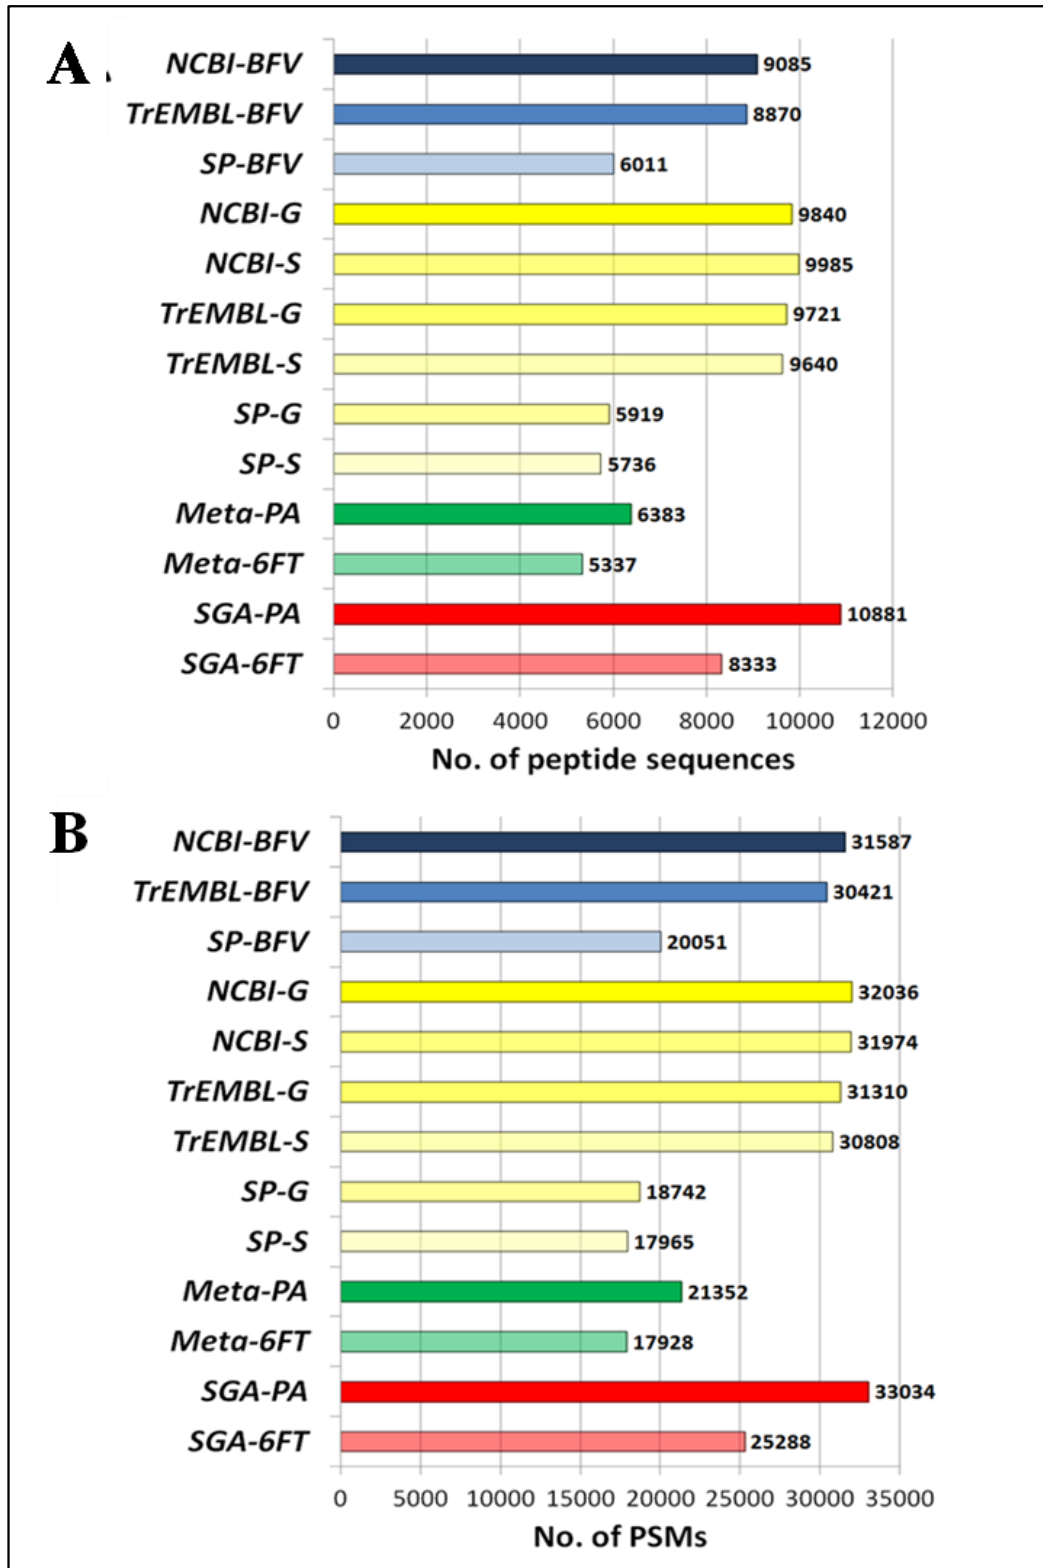 A
NCBI-BFV 9085
TrEMBL-BFV 8870
SP-BFV 6011
NCBI-G 9840
NCBI-S 9985
TrEMBL-G 9721
TrEMBL-S 9640
SP-G 5919
SP-S 5736
Meta-PA 6383
Meta-6FT 5337
SGA-PA 10881
SGA-6FT 8333
0 2000 4000 6000 8000 10000 12000
No. of peptide sequences
B
NCBI-BFV 31587
TrEMBL-BFV 30421
SP-BFV 20051
NCBI-G 32036
NCBI-S 31974
TrEMBL-G 31310
TrEMBL-S 30808
SP-G 18742
SP-S 17965
Meta-PA 21352
Meta-6FT 17928
SGA-PA 33034
SGA-6FT 25288
0 5000 10000 15000 20000 25000 30000 35000
No. of PSMs